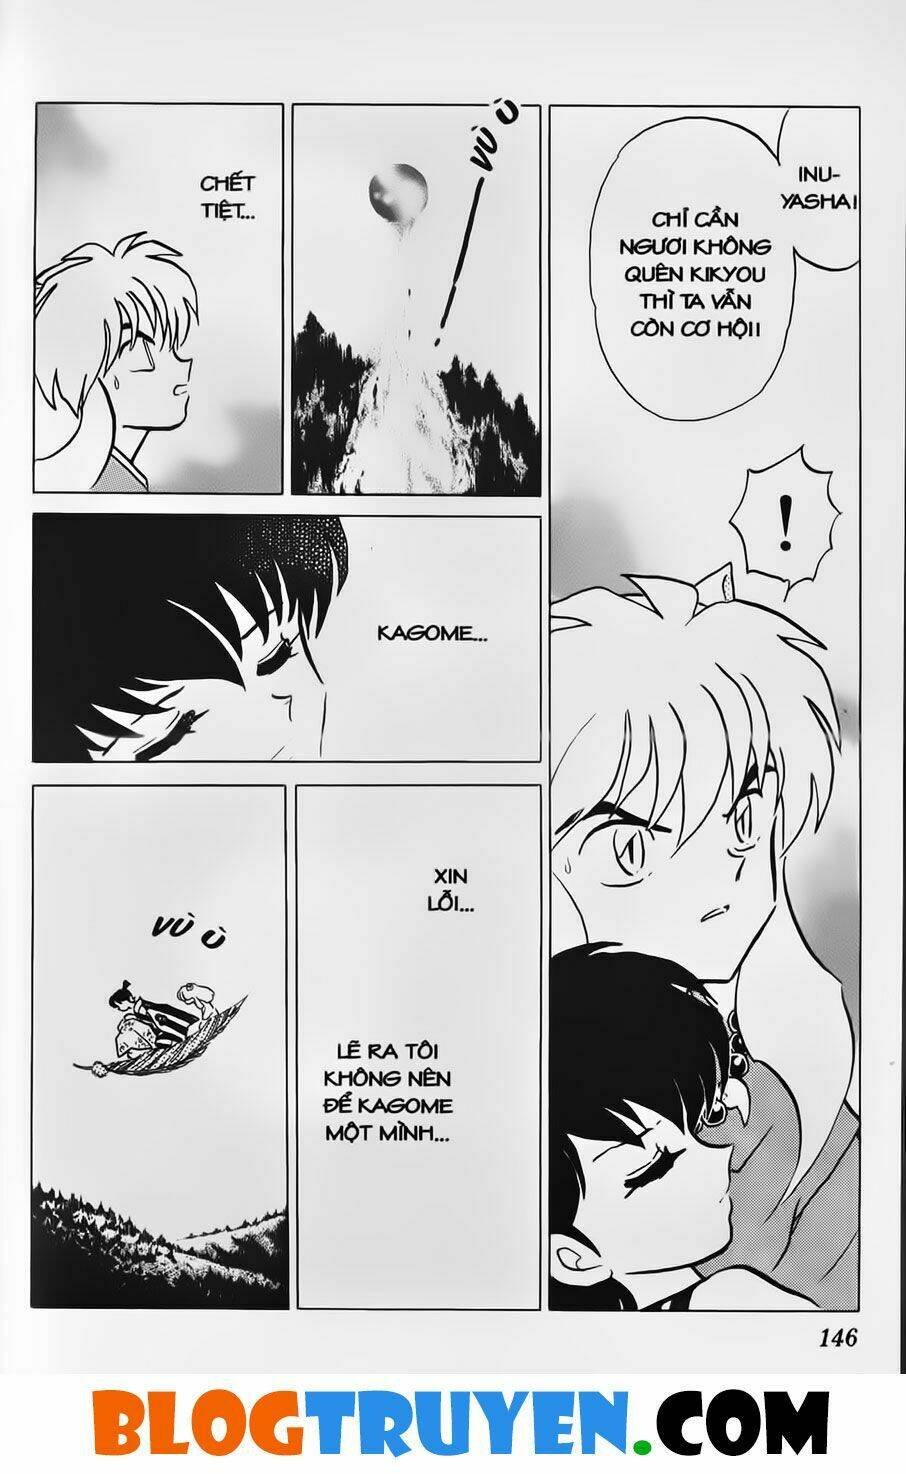 INU-
YASHA!
CHỈ CẦN
NGƯƠI KHÔNG
QUÊN KIKYOU
THÌ TA VẪN
CÒN CƠ HỘI!
!
VÙ Ù
CHẾT
TIỆT...
KAGOME...
XIN
LỖI...
LẼ RA TÔI
KHÔNG NÊN
ĐỂ KAGOME
MỘT MÌNH...
VÙ Ù
146
BLOGTRUYEN.COM